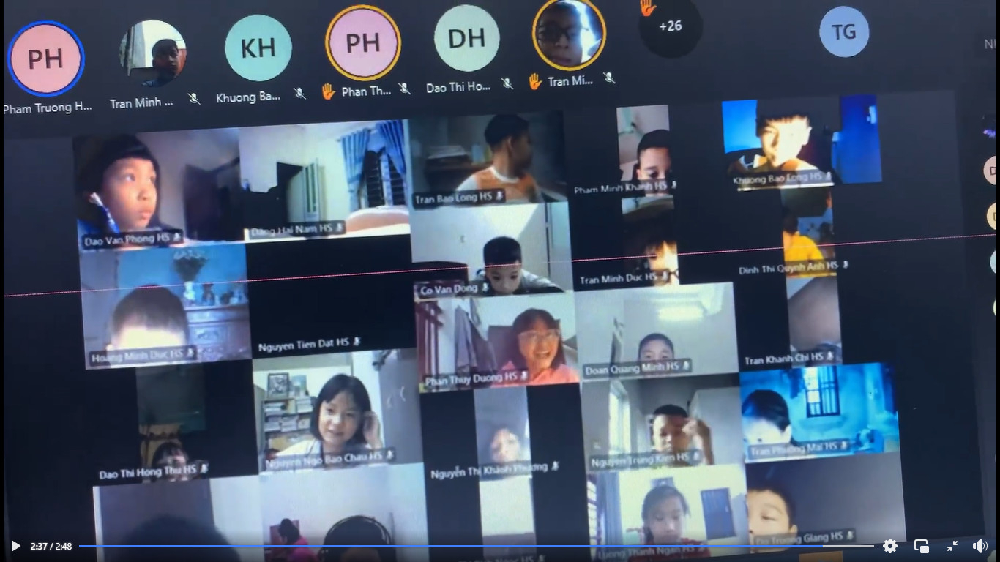 PH
KH
PH
DH
+26
TG
Pham Truong H...
Tran Minh ...
Khuong Ba...
Phan Th...
Dao Thi Ho...
Tran Mi...
Dao Van Phong HS
Dang Hai Nam HS
Tran Bao Long HS
Pham Minh Khanh HS
Khuong Bao Long HS
Hoang Minh Duc HS
Nguyen Tien Dat HS
Co Van Dong
Tran Minh Duc HS
Dinh Thi Quynh Anh HS
Phan Thuy Duong HS
Doan Quang Minh HS
Tran Khanh Chi HS
Dao Thi Hong Thu HS
Nguyen Ngo Bao Chau HS
Nguyễn Thị Khánh Phương
Nguyen Trung Kien HS
Tran Phuong Mai HS
Luong Thanh Ngan HS
Do Truong Giang HS
2:37 / 2:48